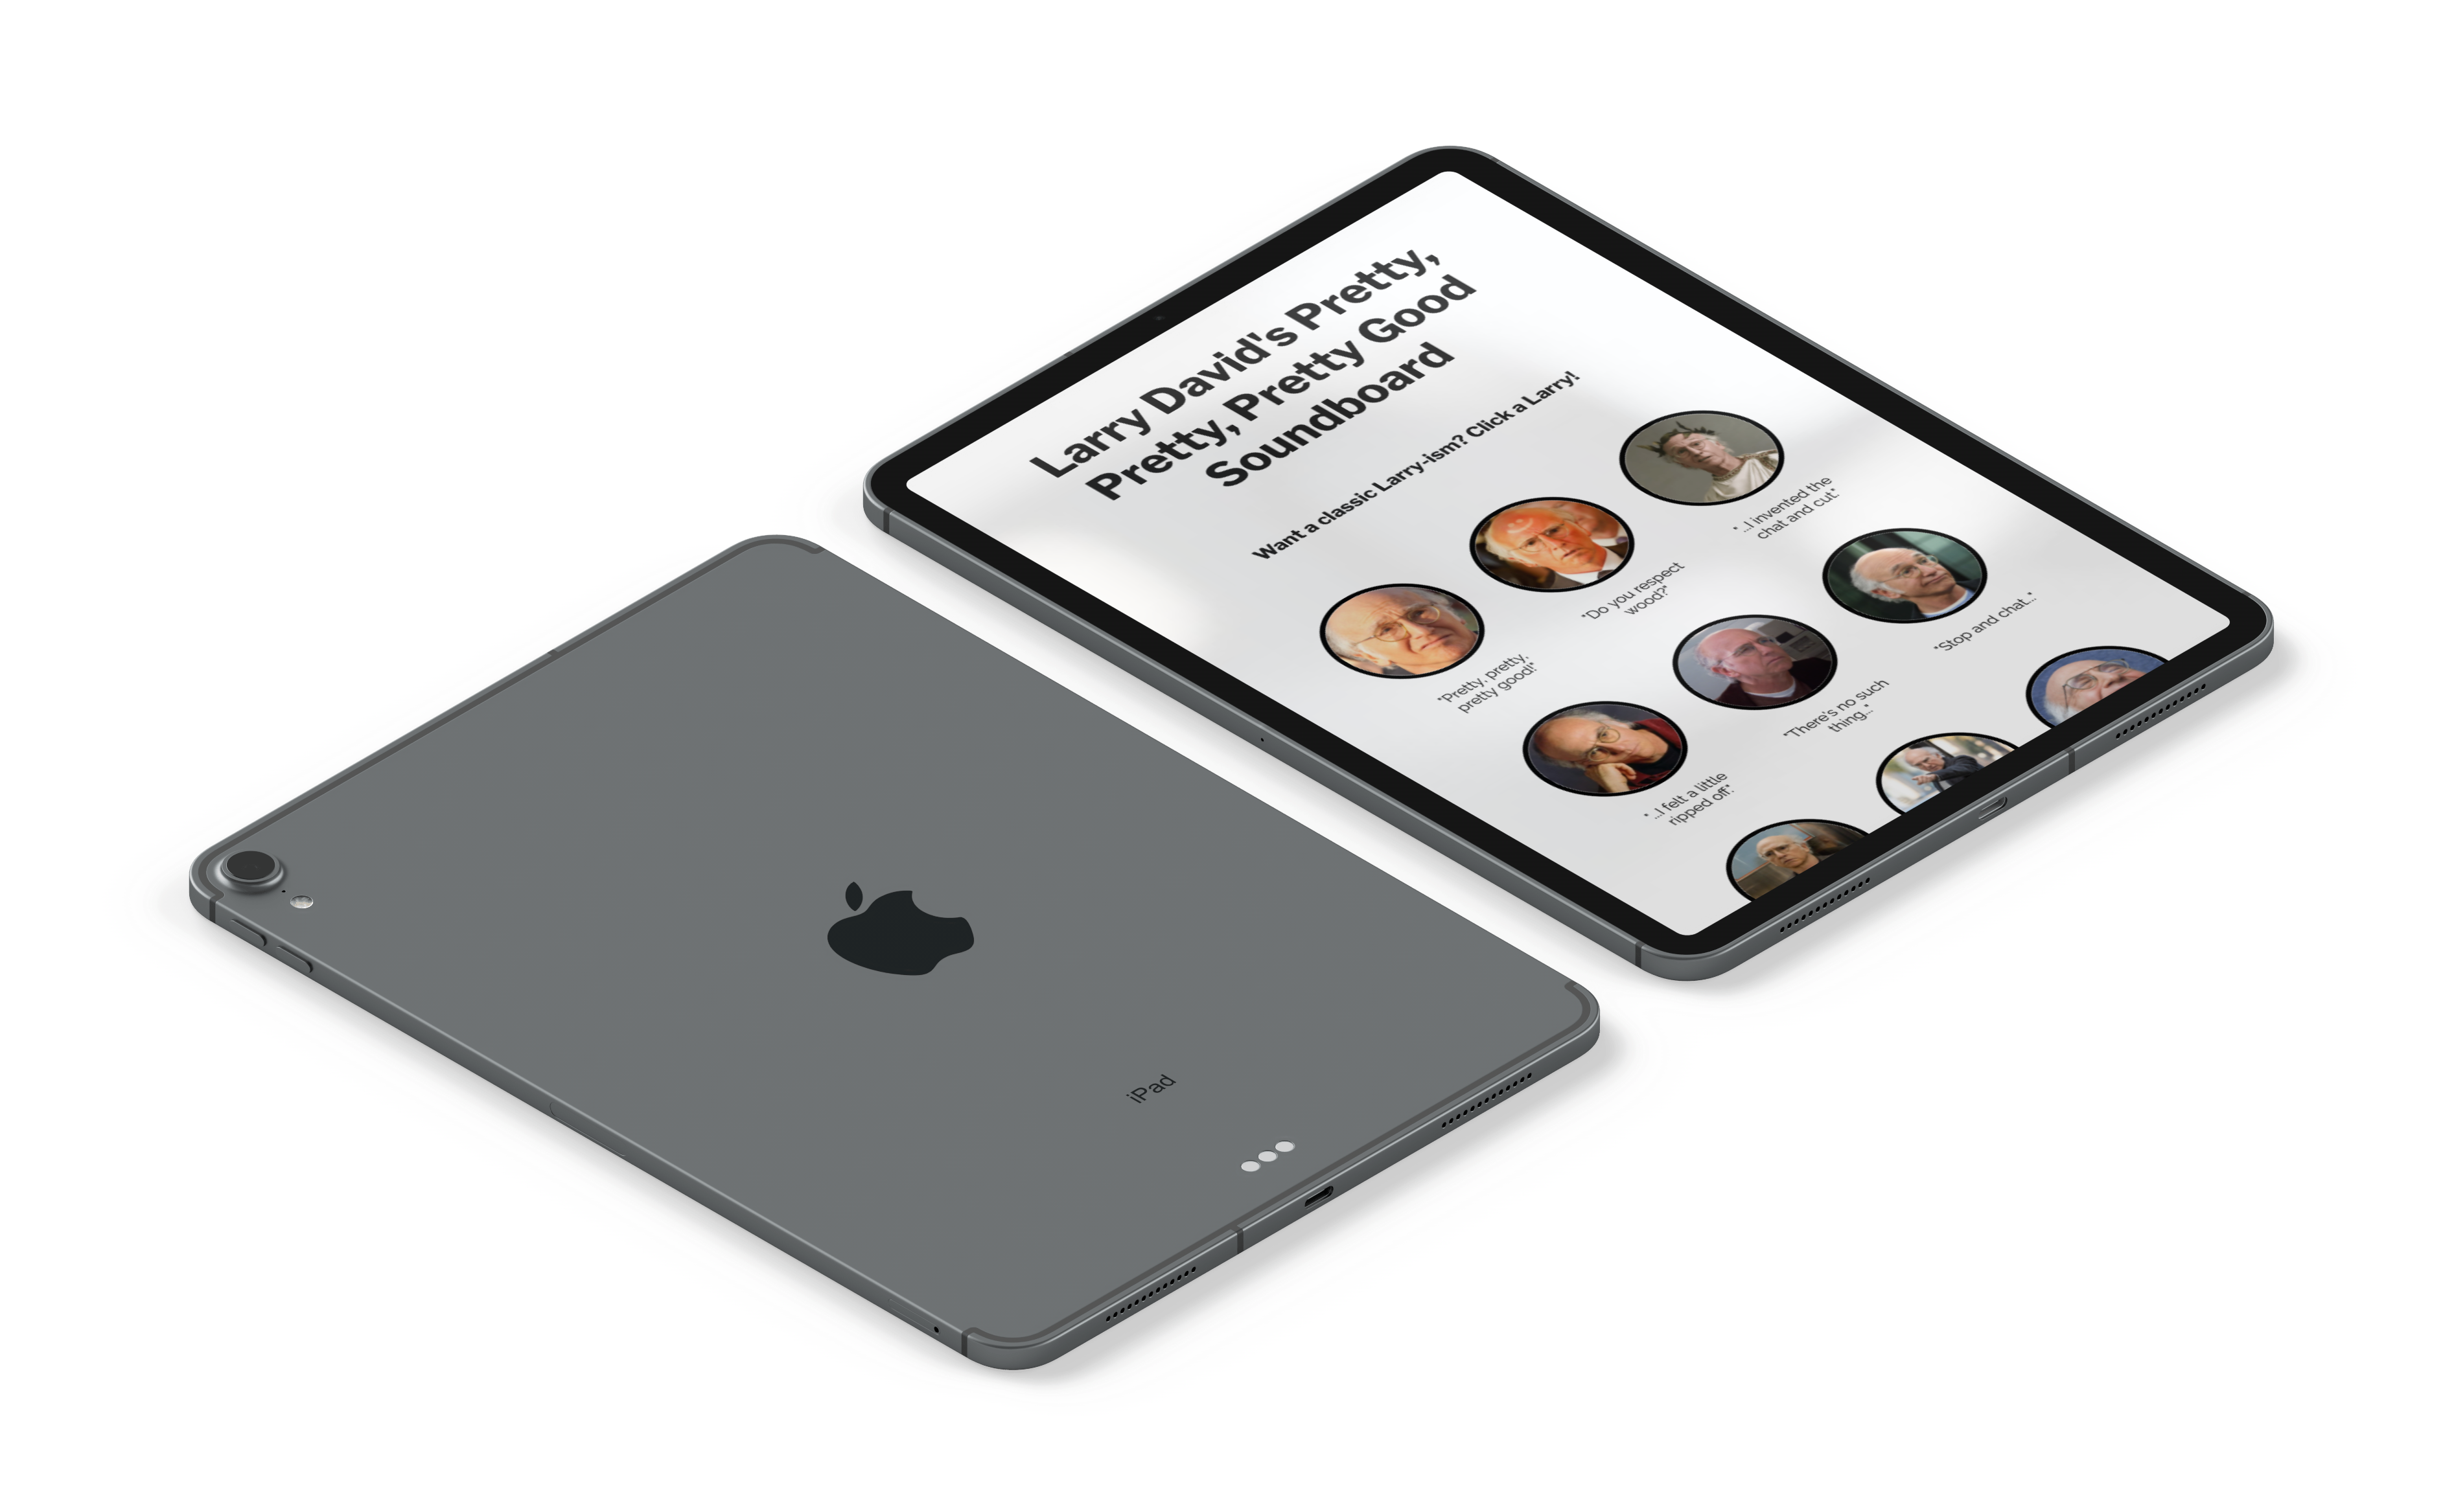 Larry David's Pretty,
Pretty, Pretty Good
Soundboard
Want a classic Larry-ism? Click a Larry!
"Pretty, pretty,
pretty good!"
"Do you respect
wood?"
"...I invented the
chat and cut."
"...I felt a little
ripped off."
"There's no such
thing..."
"Stop and chat..."
iPad